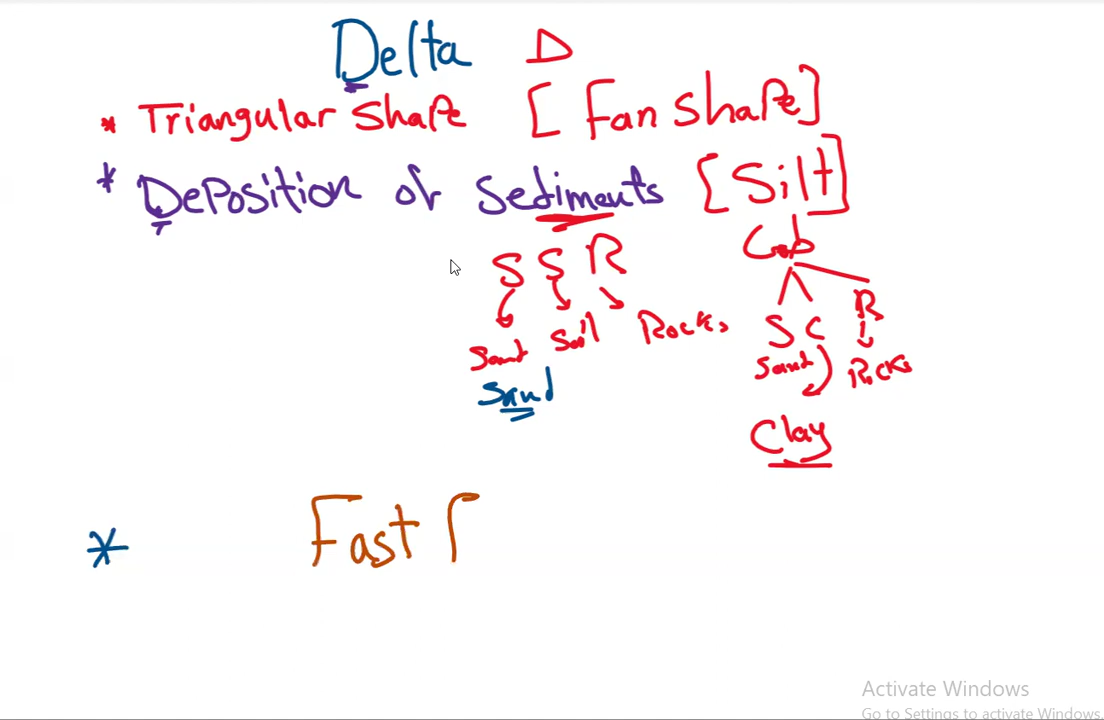 Delta D
* Triangular Shape [Fan Shape]
* Deposition of Sediments [Silt]
S S R
Sand Soil Rocks
Sand
S C R
Sand Rocks
Clay
* Fast
Activate Windows
Go to Settings to activate Windows.